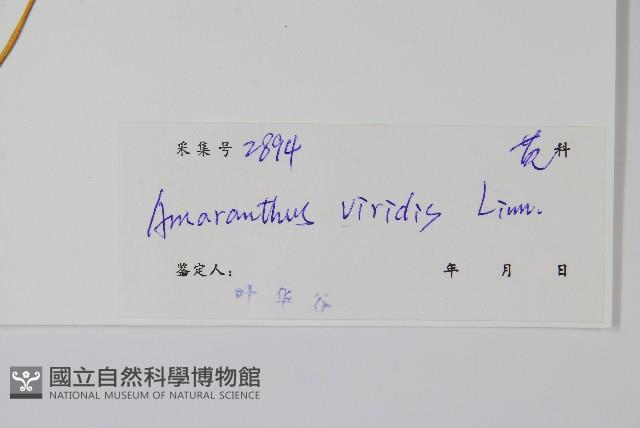 采集号 2894 苋科
Amaranthus viridis Linn.
鉴定人: 年 月 日
叶华谷
國立自然科學博物館
NATIONAL MUSEUM OF NATURAL SCIENCE